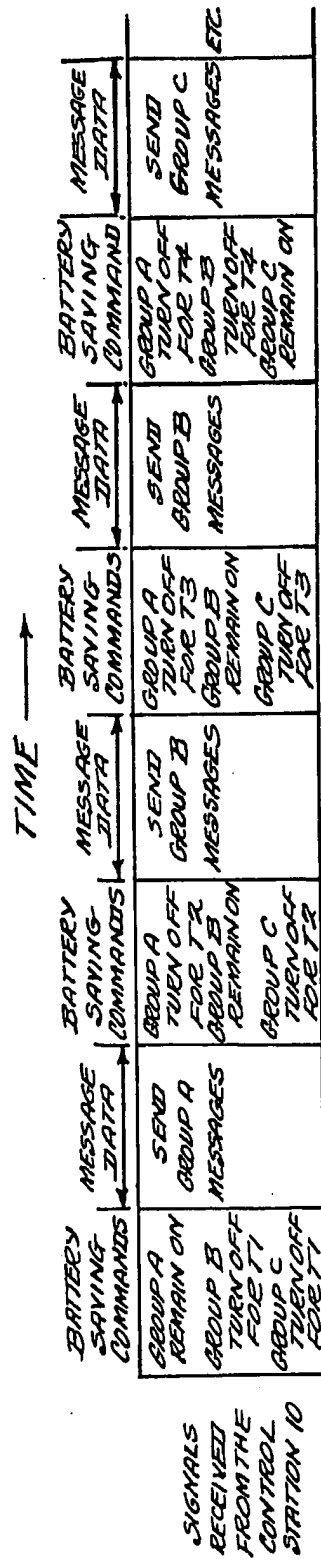 TIME
BATTERY
SAVING
COMMANDS
MESSAGE
DATA
BATTERY
SAVING
COMMANDS
MESSAGE
DATA
BATTERY
SAVING
COMMANDS
MESSAGE
DATA
BATTERY
SAVING
COMMAND
MESSAGE
DATA
SIGNALS
RECEIVED
FROM THE
CONTROL
STATION 10
GROUP A
REMAIN ON
GROUP B
TURN OFF
FOR T1
GROUP C
TURN OFF
FOR T1
SEND
GROUP A
MESSAGES
GROUP A
TURN OFF
FOR T2
GROUP B
REMAIN ON
GROUP C
TURN OFF
FOR T2
SEND
GROUP B
MESSAGES
GROUP A
TURN OFF
FOR T3
GROUP B
REMAIN ON
GROUP C
TURN OFF
FOR T3
SEND
GROUP B
MESSAGES
GROUP A
TURN OFF
FOR T4
GROUP B
TURN OFF
FOR T4
GROUP C
REMAIN ON
SEND
GROUP C
MESSAGES
ETC.